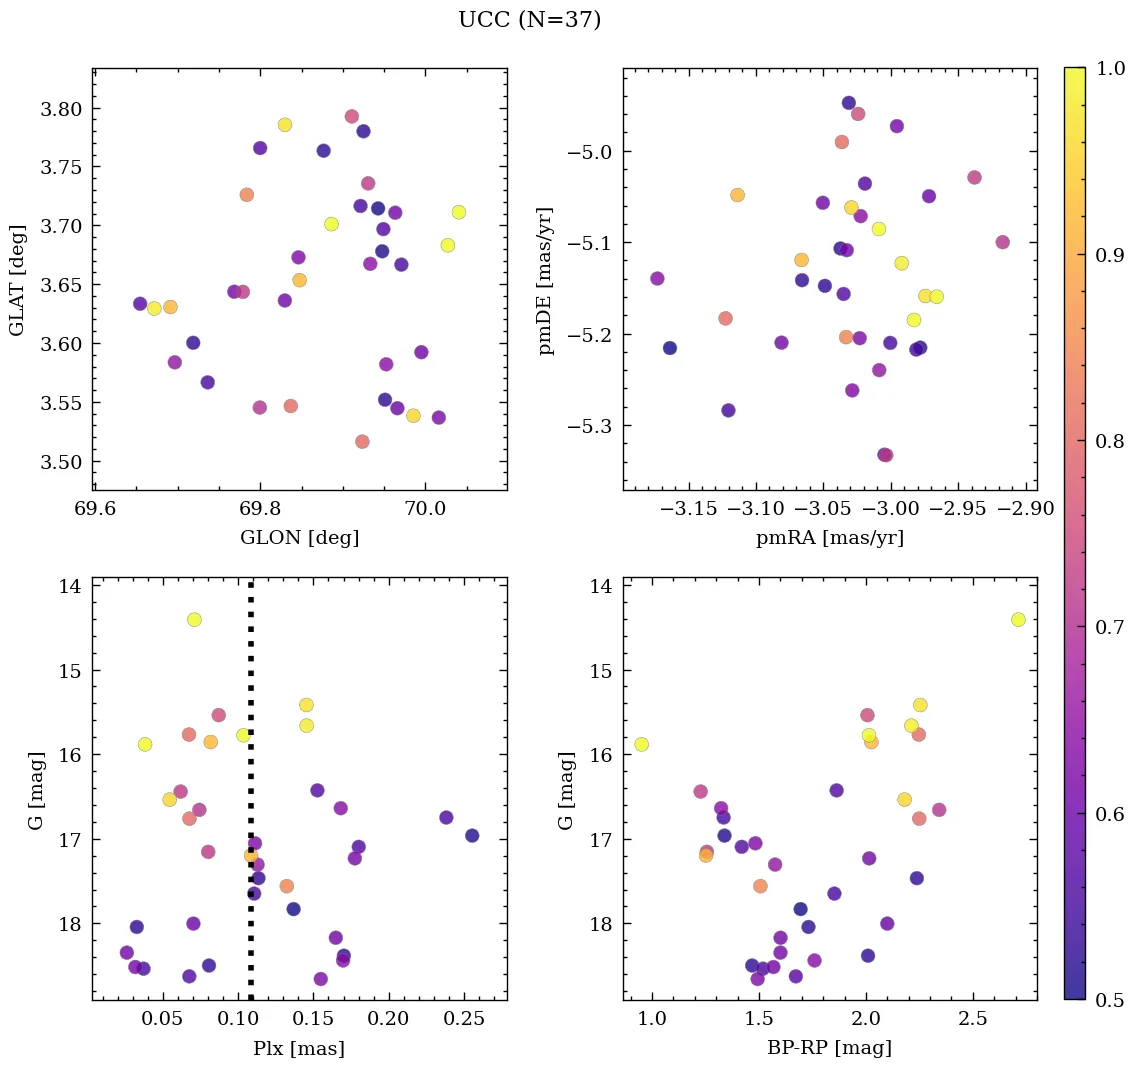 UCC (N=37)
3.80
3.75
3.70
3.65
3.60
3.55
3.50
GLAT [deg]
69.6 69.8 70.0
GLON [deg]
−5.0
−5.1
−5.2
−5.3
pmDE [mas/yr]
−3.15 −3.10 −3.05 −3.00 −2.95 −2.90
pmRA [mas/yr]
14
15
16
17
18
G [mag]
0.05 0.10 0.15 0.20 0.25
Plx [mas]
14
15
16
17
18
G [mag]
1.0 1.5 2.0 2.5
BP-RP [mag]
1.0
0.9
0.8
0.7
0.6
0.5